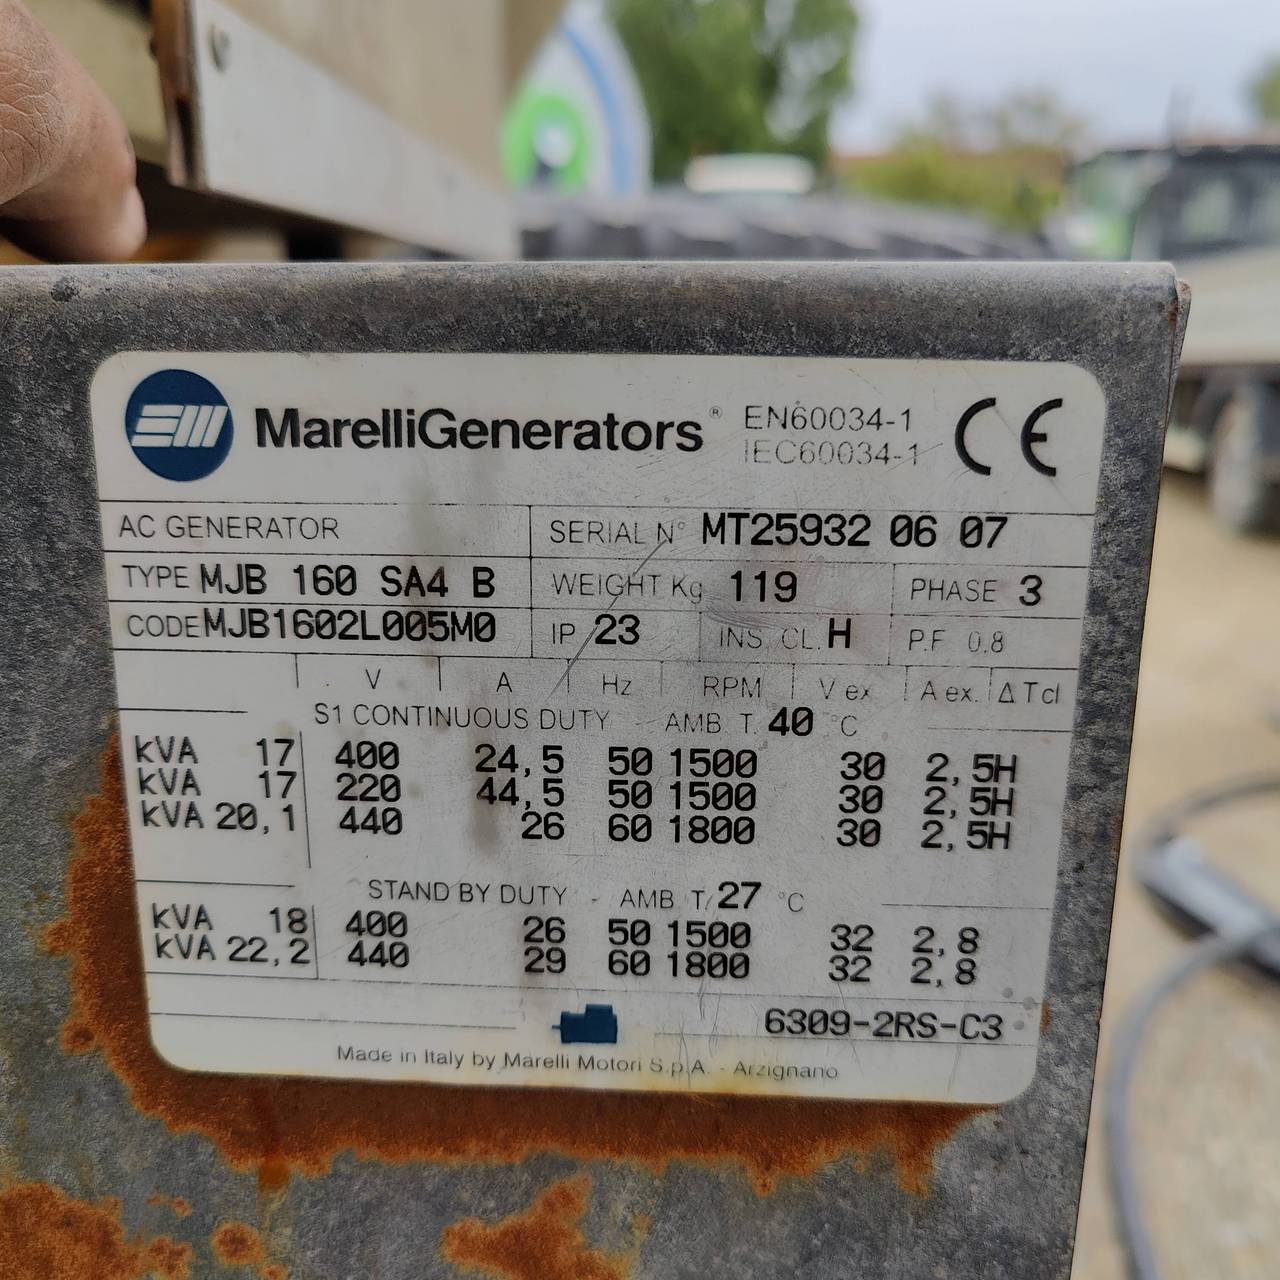 MarelliGenerators® EN60034-1
IEC60034-1 CE
AC GENERATOR SERIAL N° MT25932 06 07
TYPE MJB 160 SA4 B WEIGHT Kg 119 PHASE 3
CODE MJB1602L005M0 IP 23 INS. CL. H P.F 0.8
V A Hz RPM V ex A ex. Δ Tcl
S1 CONTINUOUS DUTY - AMB T. 40 °C
kVA 17 400 24,5 50 1500 30 2,5H
kVA 17 220 44,5 50 1500 30 2,5H
kVA 20,1 440 26 60 1800 30 2,5H
STAND BY DUTY - AMB T. 27 °C
kVA 18 400 26 50 1500 32 2,8
kVA 22,2 440 29 60 1800 32 2,8
6309-2RS-C3
Made in Italy by Marelli Motori S.p.A. - Arzignano